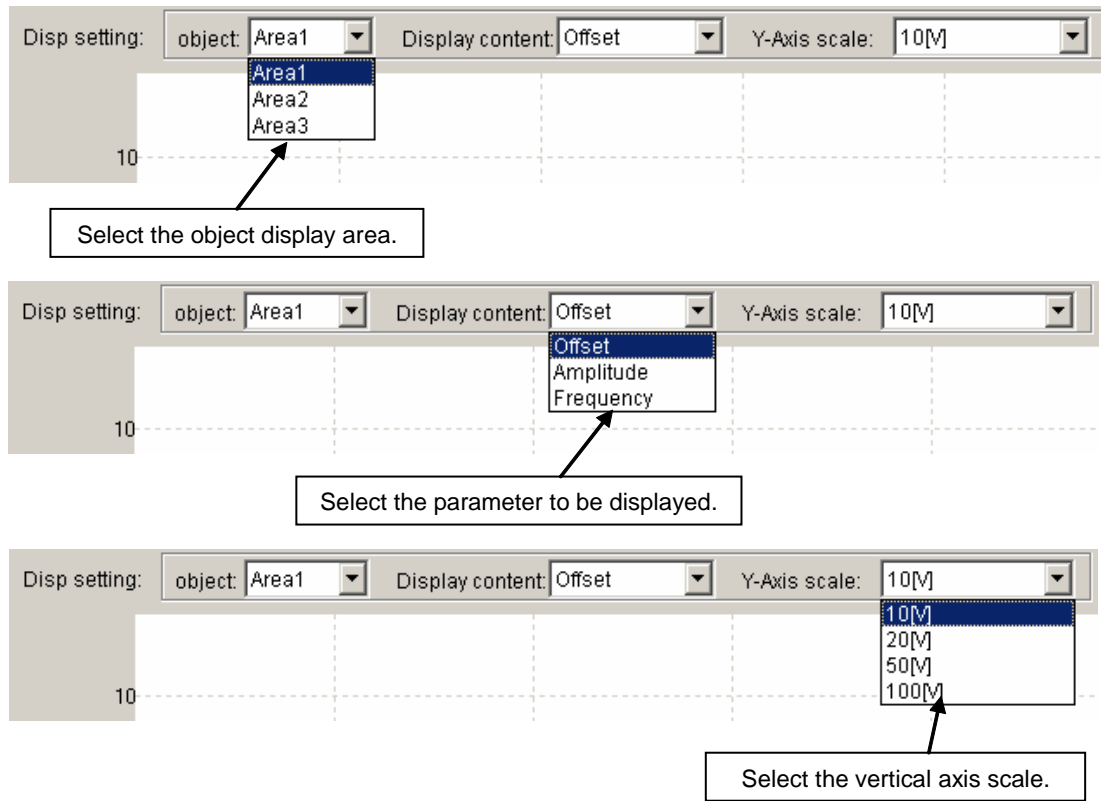 Disp setting: object: Area1 Display content: Offset Y-Axis scale: 10[V]
Area1
Area2
Area3
10
Select the object display area.
Disp setting: object: Area1 Display content: Offset Y-Axis scale: 10[V]
Offset
Amplitude
Frequency
10
Select the parameter to be displayed.
Disp setting: object: Area1 Display content: Offset Y-Axis scale: 10[V]
10[V]
20[V]
50[V]
100[V]
10
Select the vertical axis scale.